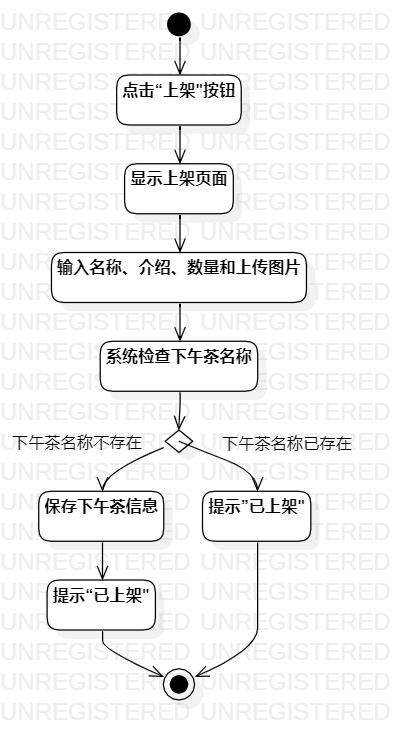 点击“上架"按钮
显示上架页面
输入名称、介绍、数量和上传图片
系统检查下午茶名称
下午茶名称不存在
下午茶名称已存在
保存下午茶信息
提示”已上架"
提示“已上架"
UNREGISTERED UNREGISTERED